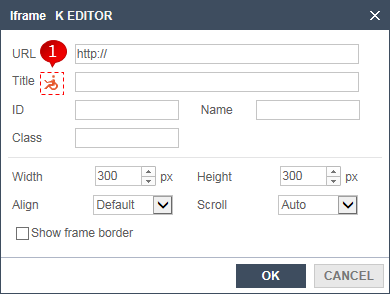 Iframe K EDITOR
1
URL http://
Title
ID Name
Class
Width 300 px Height 300 px
Align Default Scroll Auto
Show frame border
OK CANCEL